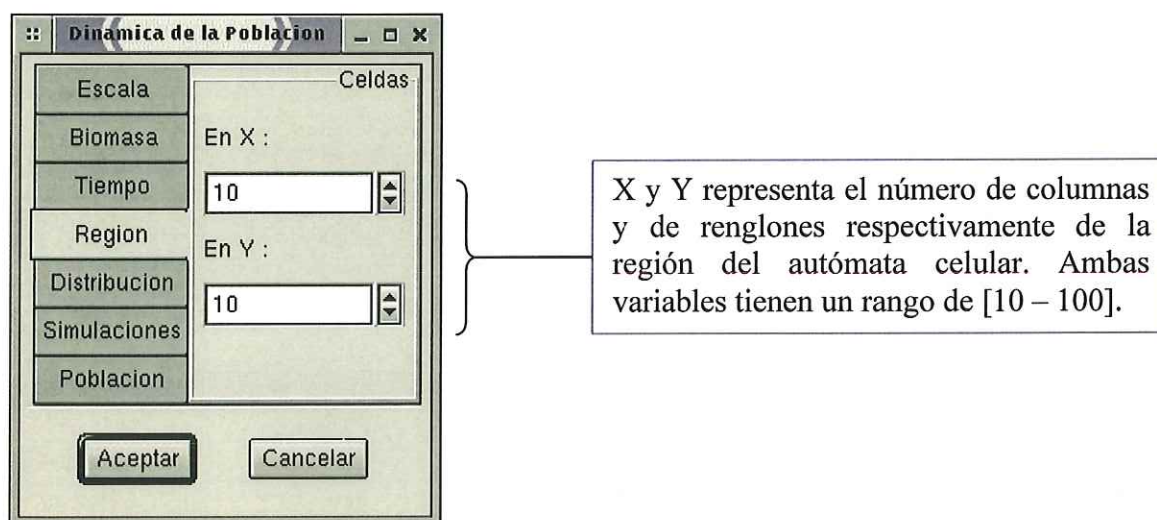 Dinamica de la Poblacion
Escala
Biomasa
Tiempo
Region
Distribucion
Simulaciones
Poblacion
Celdas
En X :
10
En Y :
10
Aceptar
Cancelar
X y Y representa el número de columnas
y de renglones respectivamente de la
región del autómata celular. Ambas
variables tienen un rango de [10 – 100].